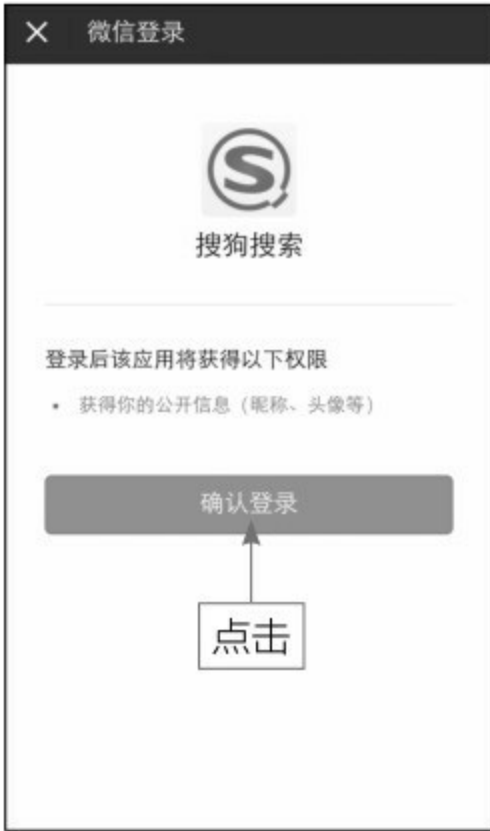 微信登录
搜狗搜索
登录后该应用将获得以下权限
• 获得你的公开信息（昵称、头像等）
确认登录
点击